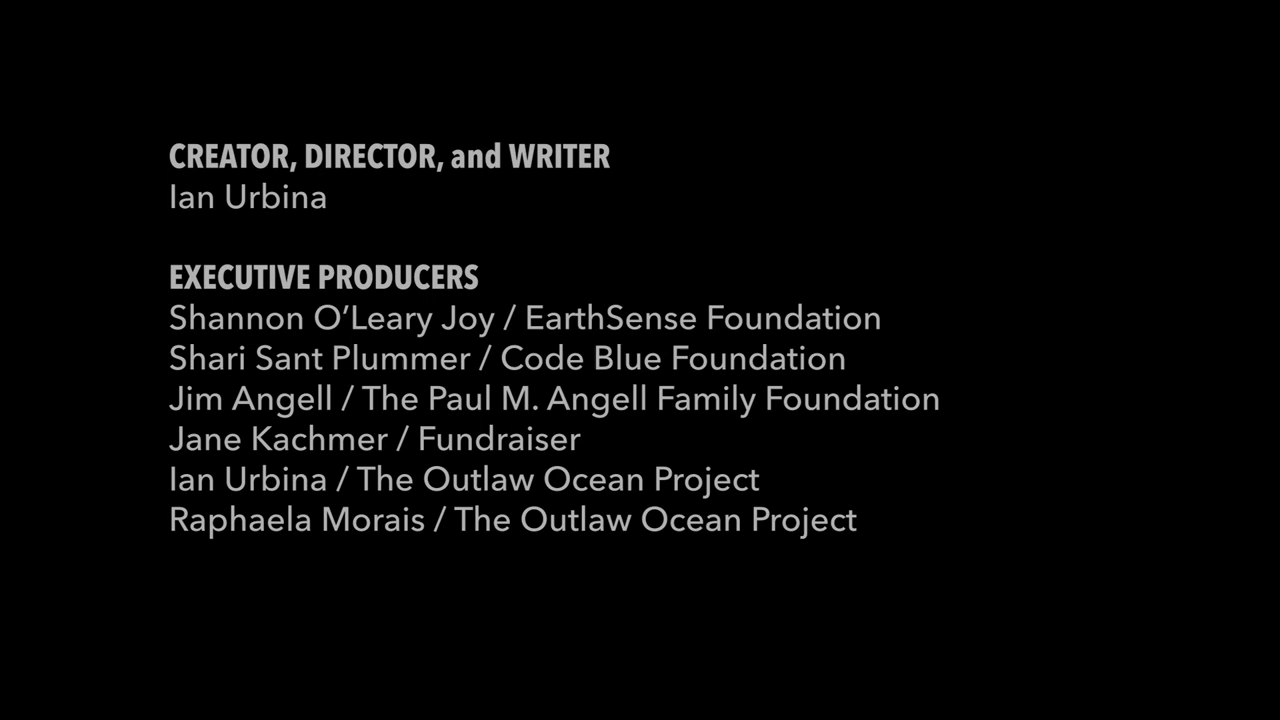 CREATOR, DIRECTOR, and WRITER
Ian Urbina
EXECUTIVE PRODUCERS
Shannon O’Leary Joy / EarthSense Foundation
Shari Sant Plummer / Code Blue Foundation
Jim Angell / The Paul M. Angell Family Foundation
Jane Kachmer / Fundraiser
Ian Urbina / The Outlaw Ocean Project
Raphaela Morais / The Outlaw Ocean Project